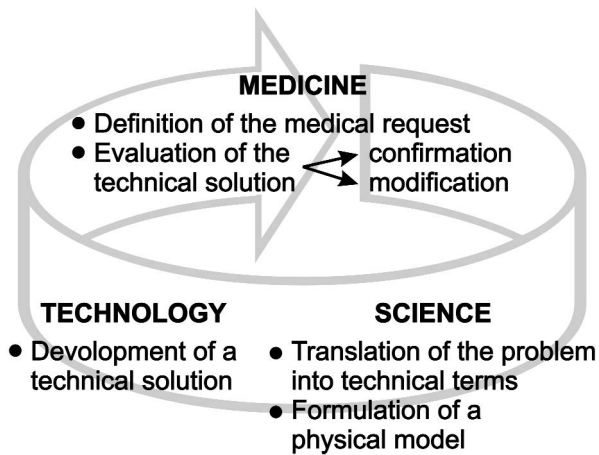 MEDICINE
● Definition of the medical request
● Evaluation of the technical solution
confirmation
modification
TECHNOLOGY
● Devolopment of a
technical solution
SCIENCE
● Translation of the problem
into technical terms
● Formulation of a
physical model